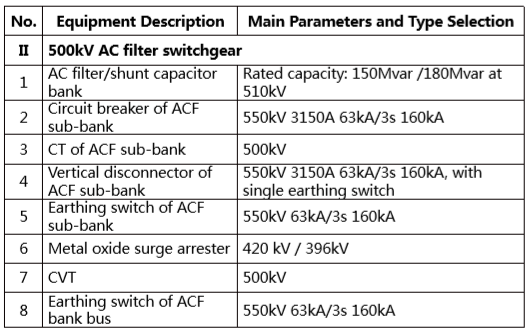 No. Equipment Description Main Parameters and Type Selection
II 500kV AC filter switchgear
1 AC filter/shunt capacitor bank Rated capacity: 150Mvar /180Mvar at 510kV
2 Circuit breaker of ACF sub-bank 550kV 3150A 63kA/3s 160kA
3 CT of ACF sub-bank 500kV
4 Vertical disconnector of ACF sub-bank 550kV 3150A 63kA/3s 160kA, with single earthing switch
5 Earthing switch of ACF sub-bank 550kV 63kA/3s 160kA
6 Metal oxide surge arrester 420 kV / 396kV
7 CVT 500kV
8 Earthing switch of ACF bank bus 550kV 63kA/3s 160kA